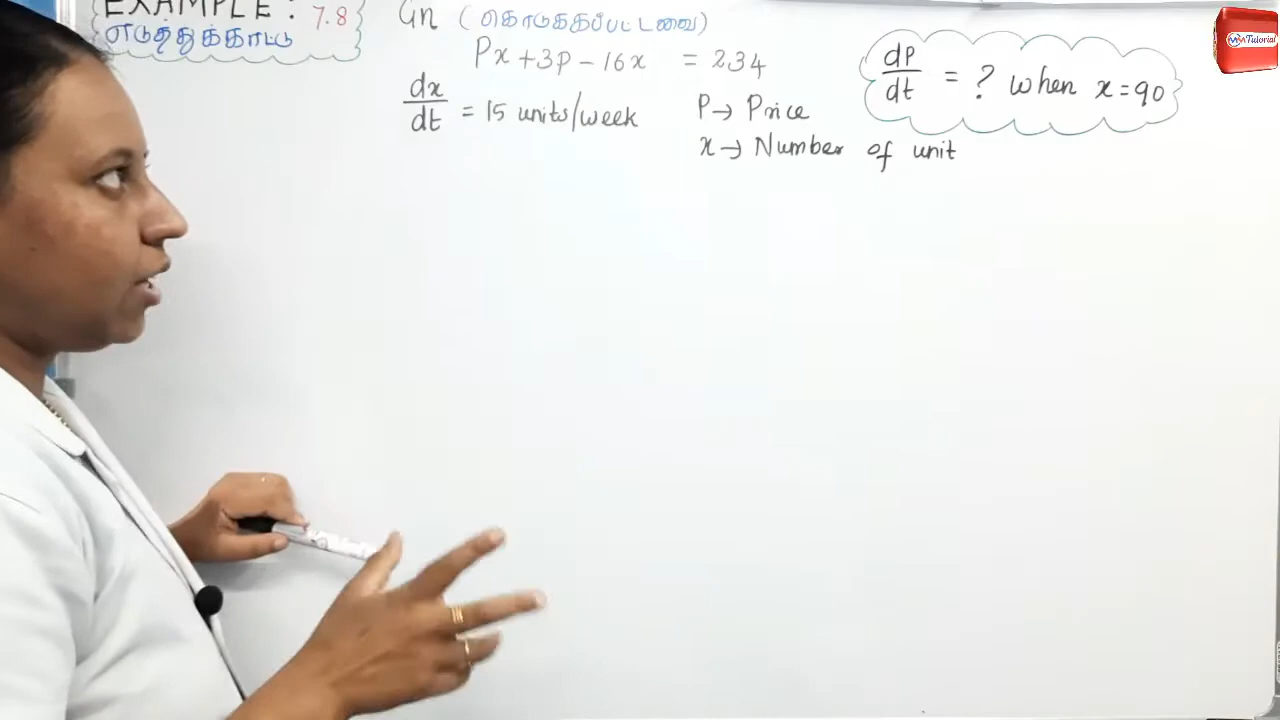 EXAMPLE : 7.8
எடுத்துக்காட்டு
Gn (கொடுக்கப்பட்டவை)
Px + 3p - 16x = 234
dx/dt = 15 units/week
P → Price
x → Number of unit
dp/dt = ? when x = 90
Tutorial